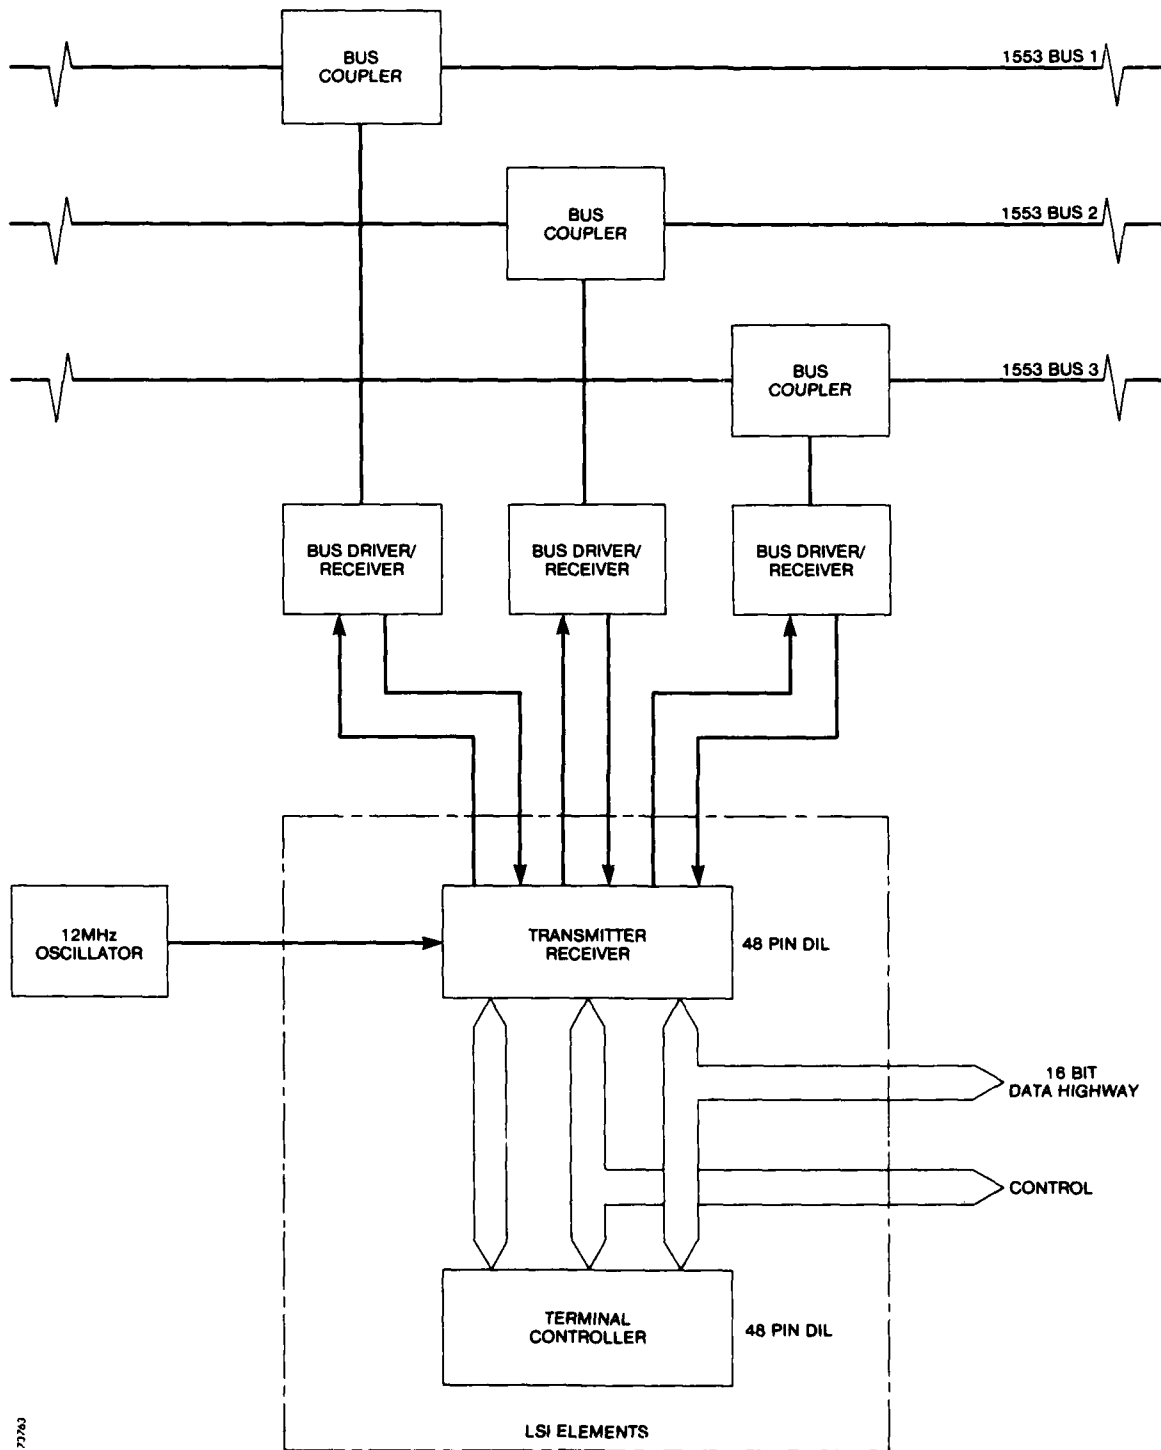 BUS
COUPLER
1553 BUS 1
BUS
COUPLER
1553 BUS 2
BUS
COUPLER
1553 BUS 3
BUS DRIVER/
RECEIVER
BUS DRIVER/
RECEIVER
BUS DRIVER/
RECEIVER
12MHz
OSCILLATOR
TRANSMITTER
RECEIVER
48 PIN DIL
16 BIT
DATA HIGHWAY
CONTROL
TERMINAL
CONTROLLER
48 PIN DIL
LSI ELEMENTS
73763